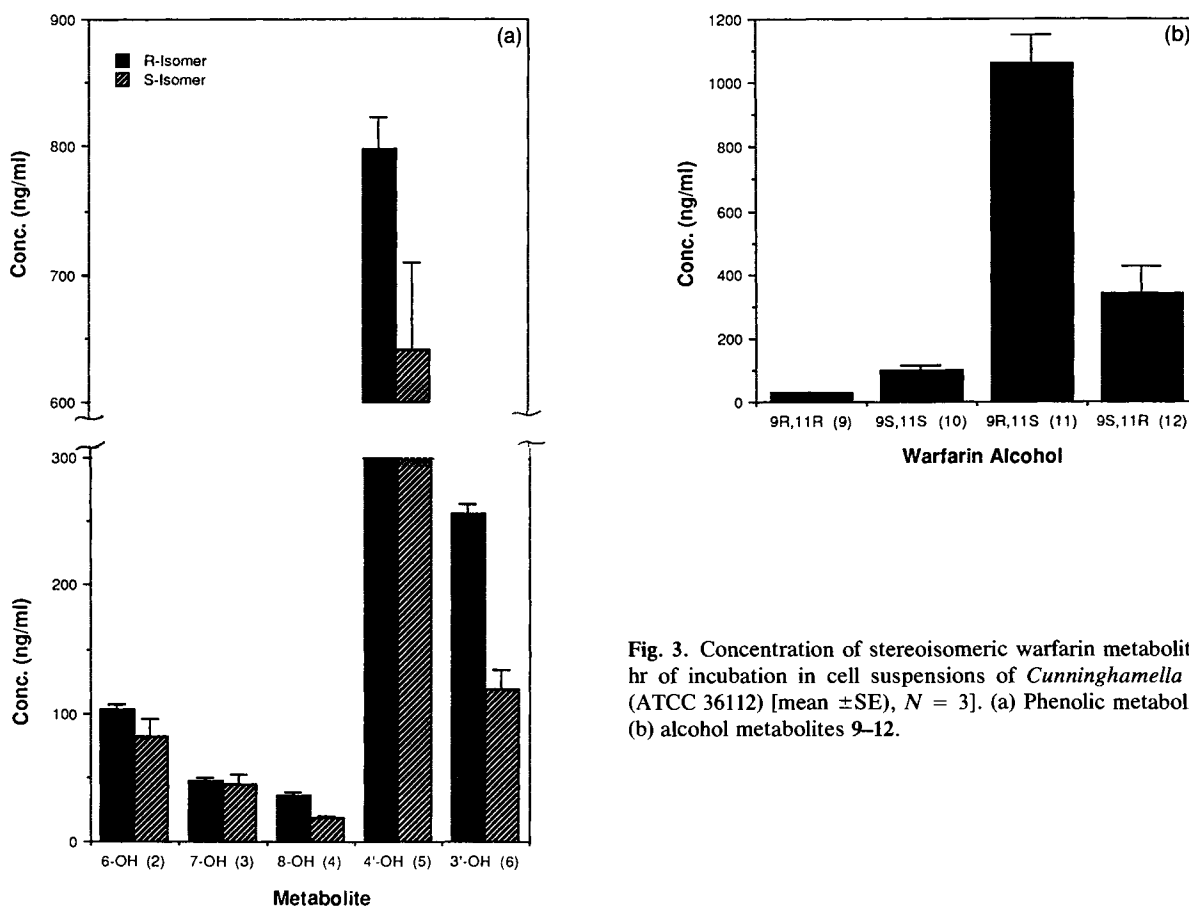 (a)
R-Isomer
S-Isomer
900
800
700
600
Conc. (ng/ml)
300
200
100
0
Conc. (ng/ml)
6-OH (2) 7-OH (3) 8-OH (4) 4'-OH (5) 3'-OH (6)
Metabolite
(b)
1200
1000
800
600
400
200
0
Conc. (ng/ml)
9R,11R (9) 9S,11S (10) 9R,11S (11) 9S,11R (12)
Warfarin Alcohol
Fig. 3. Concentration of stereoisomeric warfarin metabolit
hr of incubation in cell suspensions of Cunninghamella
(ATCC 36112) [mean ±SE), N = 3]. (a) Phenolic metabol
(b) alcohol metabolites 9–12.